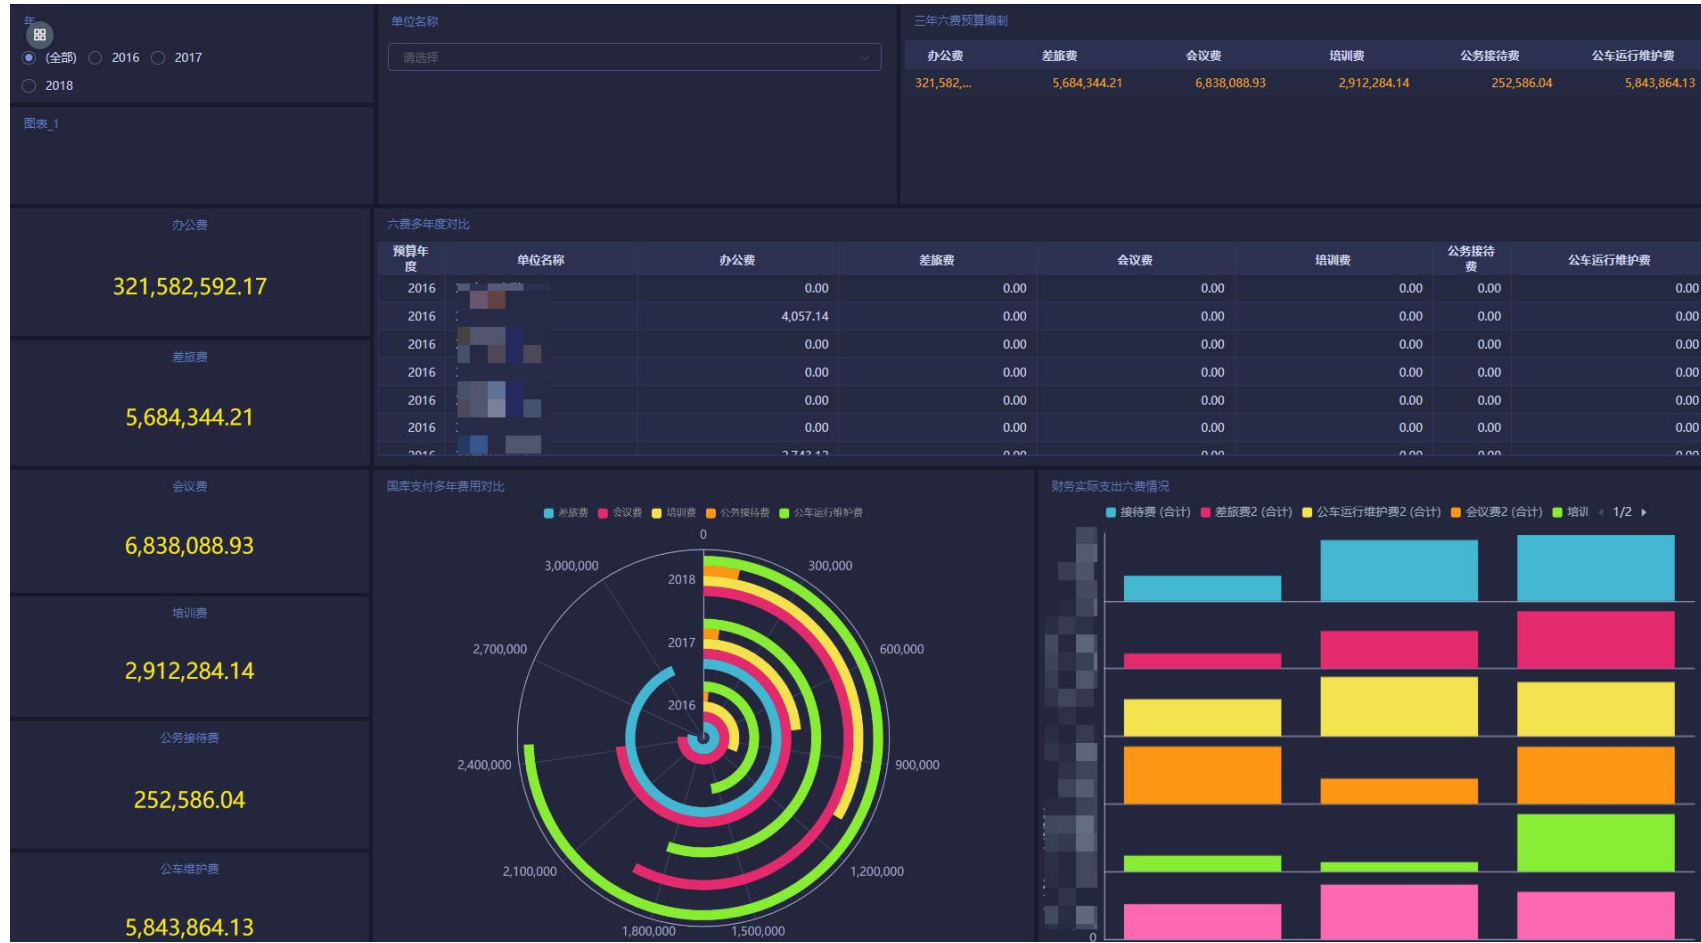 年
(全部) 2016 2017
2018
单位名称
请选择
三年六费预算编制
办公费 差旅费 会议费 培训费 公务接待费 公车运行维护费
321,582,... 5,684,344.21 6,838,088.93 2,912,284.14 252,586.04 5,843,864.13
图表_1
办公费
321,582,592.17
差旅费
5,684,344.21
会议费
6,838,088.93
培训费
2,912,284.14
公务接待费
252,586.04
公车维护费
5,843,864.13
六费多年度对比
预算年度 单位名称 办公费 差旅费 会议费 培训费 公务接待费 公车运行维护费
2016 0.00 0.00 0.00 0.00 0.00 0.00
2016 4,057.14 0.00 0.00 0.00 0.00 0.00
2016 0.00 0.00 0.00 0.00 0.00 0.00
2016 0.00 0.00 0.00 0.00 0.00 0.00
2016 0.00 0.00 0.00 0.00 0.00 0.00
2016 0.00 0.00 0.00 0.00 0.00 0.00
2016 2,743.12 0.00 0.00 0.00 0.00 0.00
国库支付多年费用对比
差旅费 会议费 培训费 公务接待费 公车运行维护费
0
300,000
600,000
900,000
1,200,000
1,500,000
1,800,000
2,100,000
2,400,000
2,700,000
3,000,000
2018
2017
2016
财务实际支出六费情况
接待费 (合计) 差旅费2 (合计) 公车运行维护费2 (合计) 会议费2 (合计) 培训 1/2
0